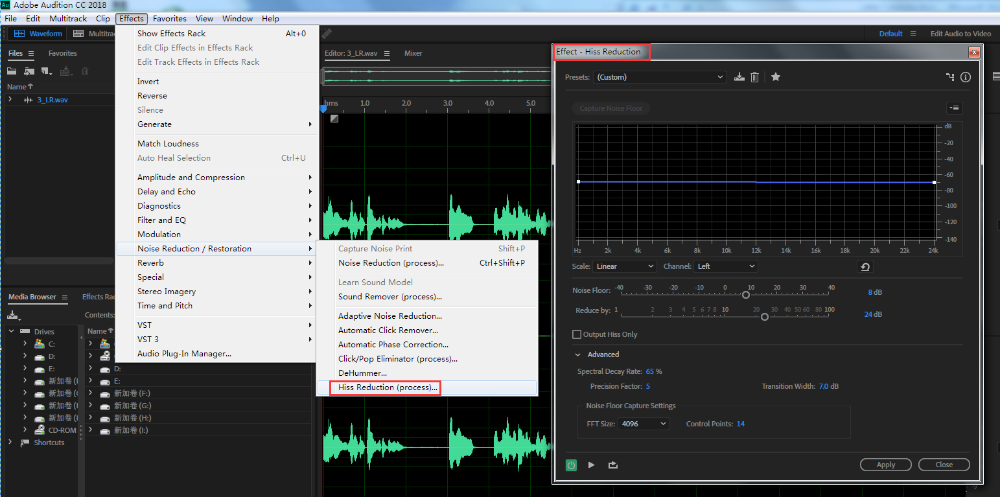 Au Adobe Audition CC 2018
File Edit Multitrack Clip Effects Favorites View Window Help
Waveform
Default
Edit Audio to Video
Files
Favorites
Name
3_LR.wav
Media Browser
Effects Rac
Contents:
Drives
Name
C:
D:
E:
新加卷
新加卷
新加卷
新加卷
CD-ROM
Shortcuts
D:
E:
新加卷 (F:)
新加卷 (G:)
新加卷 (H:)
新加卷 (I:)
Show Effects Rack Alt+0
Edit Clip Effects in Effects Rack
Edit Track Effects in Effects Rack
Invert
Reverse
Silence
Generate
Match Loudness
Auto Heal Selection Ctrl+U
Amplitude and Compression
Delay and Echo
Diagnostics
Filter and EQ
Modulation
Noise Reduction / Restoration
Reverb
Special
Stereo Imagery
Time and Pitch
VST
VST 3
Audio Plug-In Manager...
Capture Noise Print Shift+P
Noise Reduction (process)... Ctrl+Shift+P
Learn Sound Model
Sound Remover (process)...
Adaptive Noise Reduction...
Automatic Click Remover...
Automatic Phase Correction...
Click/Pop Eliminator (process)...
DeHummer...
Hiss Reduction (process)...
Editor: 3_LR.wav
Mixer
hms 1.0 2.0 3.0 4.0 5.0
Effect - Hiss Reduction
Presets: (Custom)
Capture Noise Floor
dB
-20
-40
-60
-80
-100
-120
-140
Hz 2k 4k 6k 8k 10k 12k 14k 16k 18k 20k 22k 24k
Scale: Linear Channel: Left
Noise Floor: -40 -30 -20 -10 0 10 20 30 40 8 dB
Reduce by: 1 2 3 4 5 6 7 8 10 20 30 40 50 60 80 100 24 dB
Output Hiss Only
Advanced
Spectral Decay Rate: 65 %
Precision Factor: 5 Transition Width: 7.0 dB
Noise Floor Capture Settings
FFT Size: 4096 Control Points: 14
Apply Close